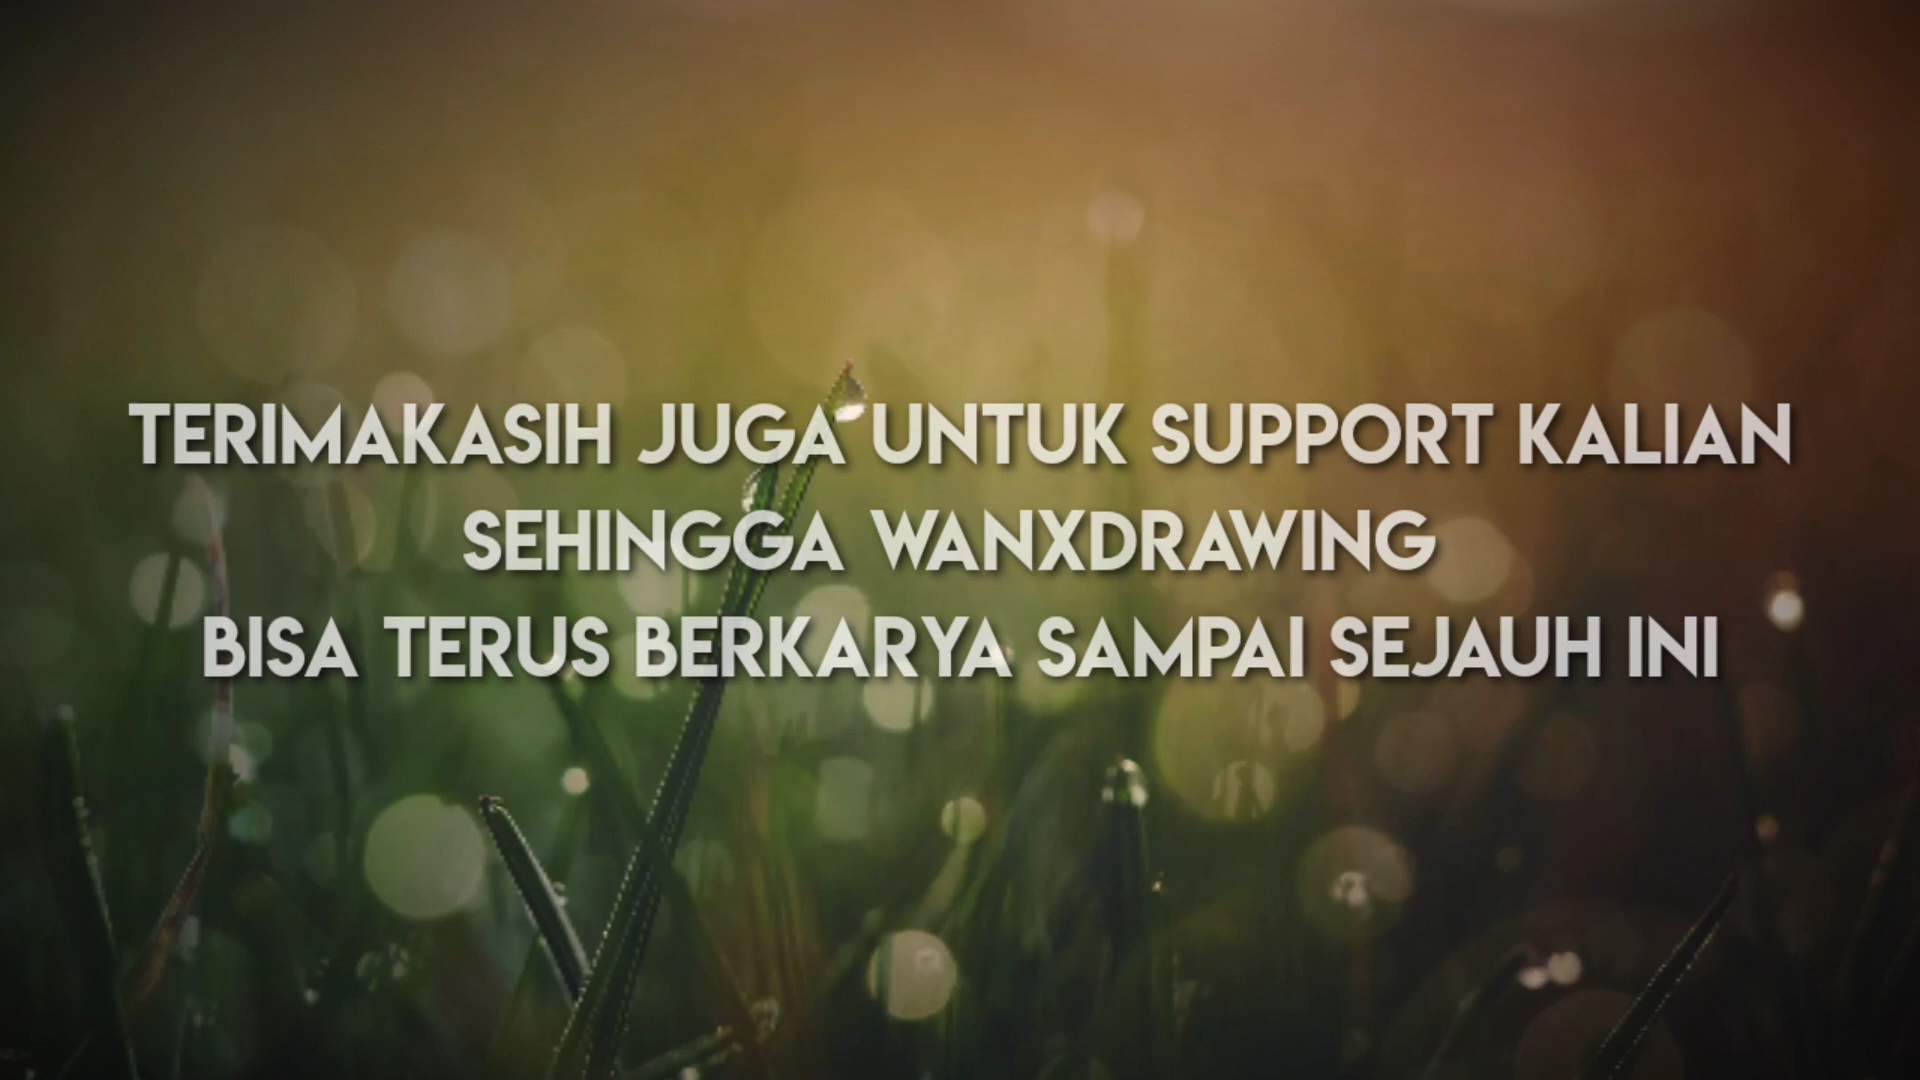 TERIMAKASIH JUGA UNTUK SUPPORT KALIAN
SEHINGGA WANXDRAWING
BISA TERUS BERKARYA SAMPAI SEJAUH INI